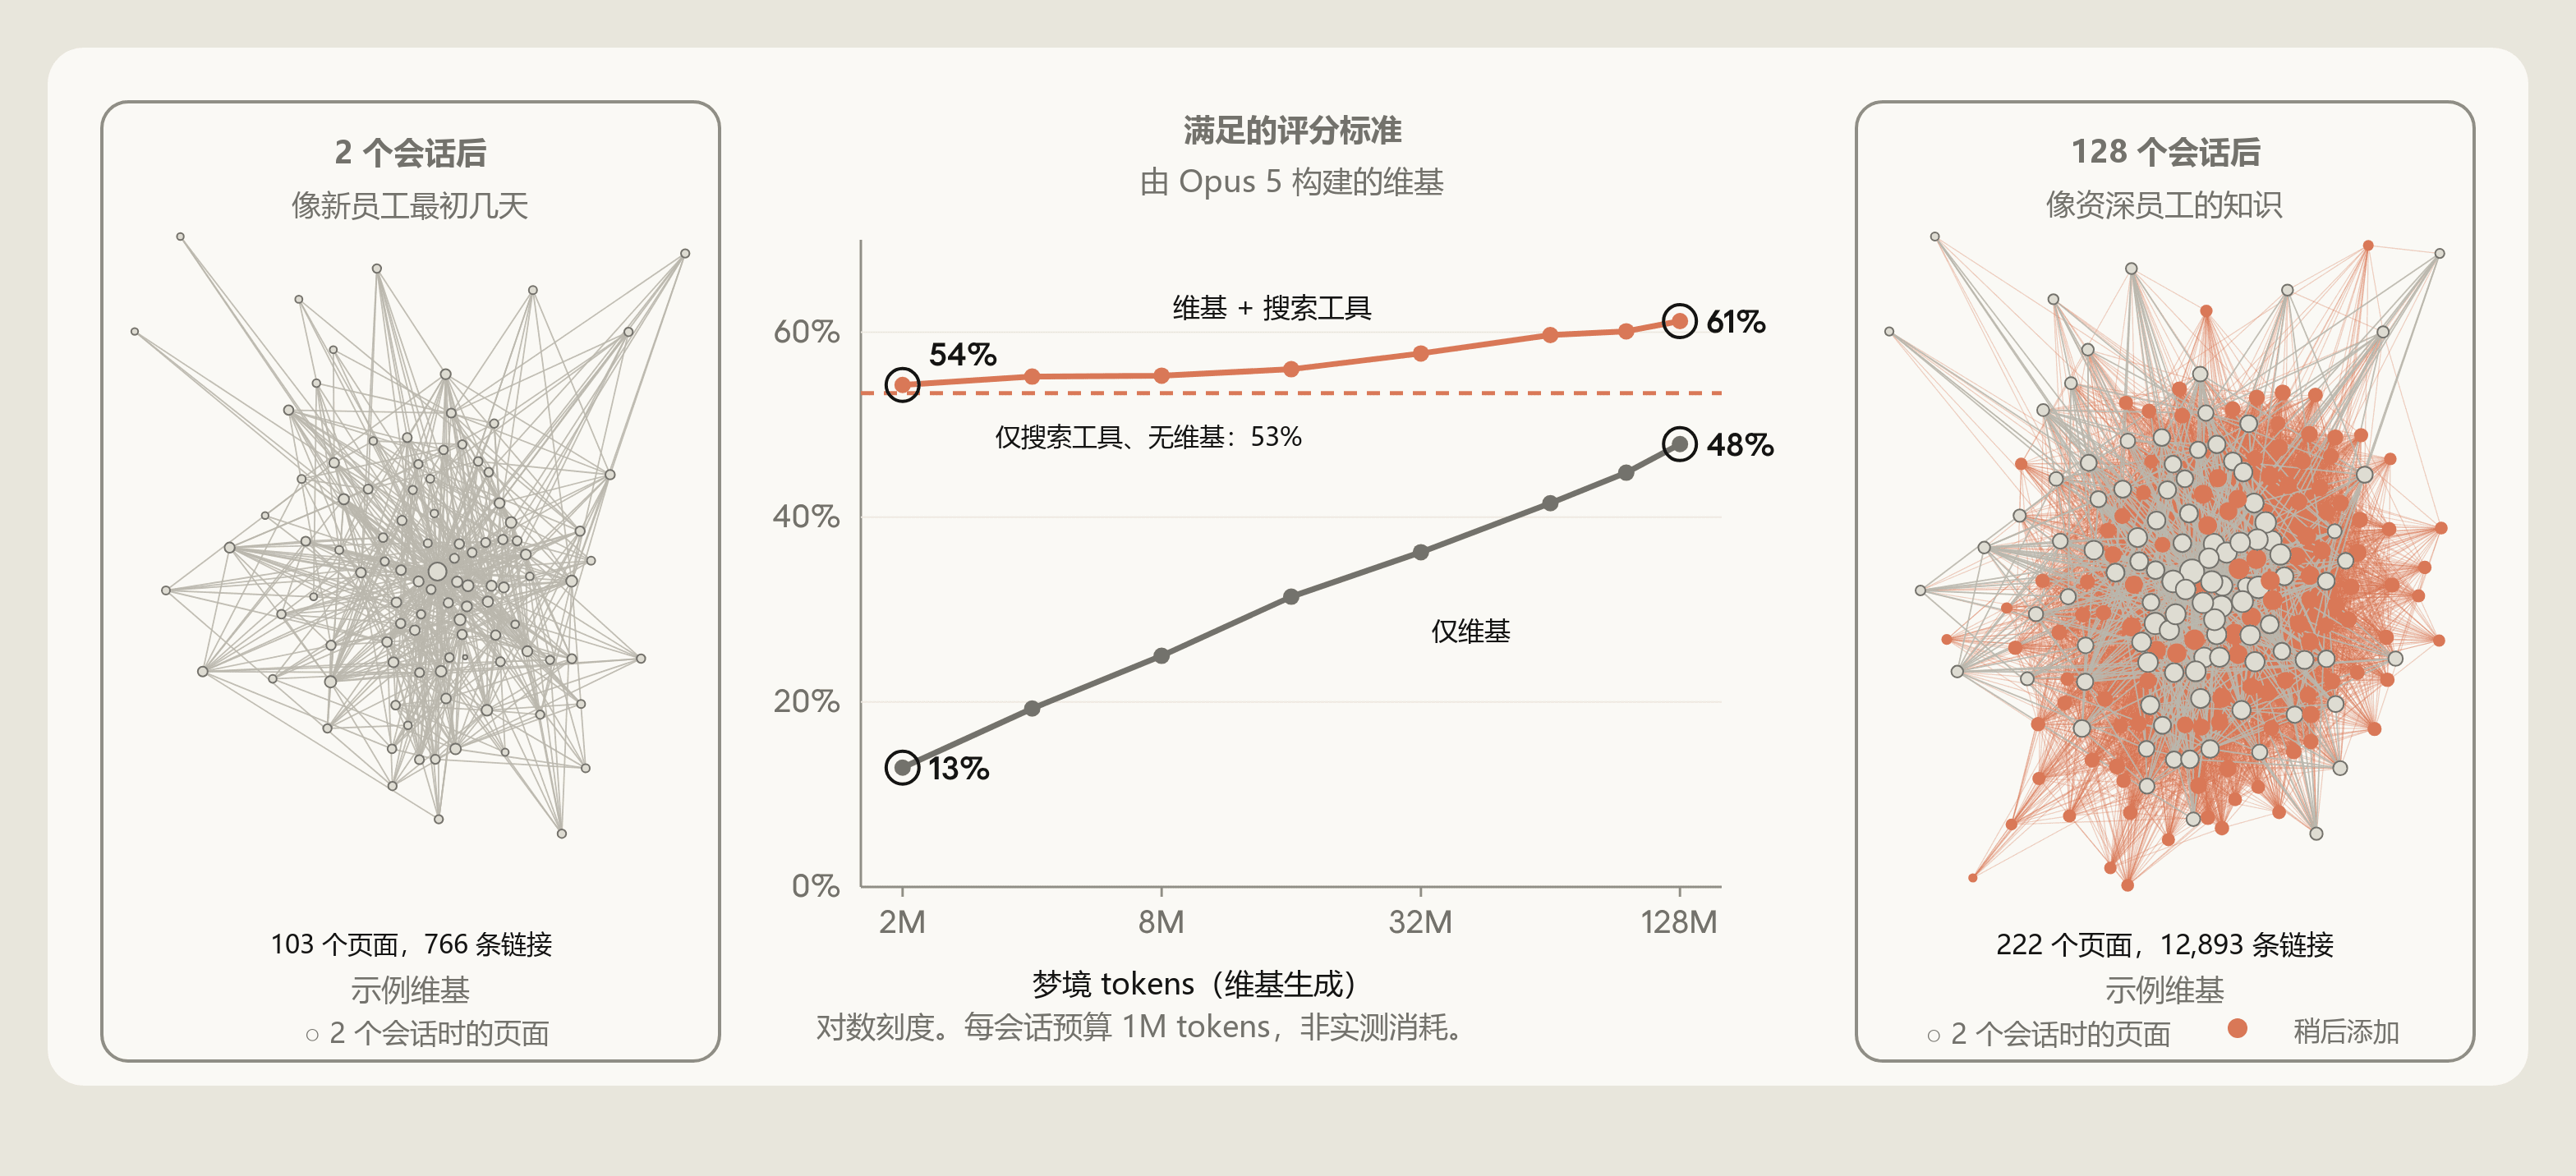 2 个会话后
像新员工最初几天
103 个页面，766 条链接
示例维基
○ 2 个会话时的页面
满足的评分标准
由 Opus 5 构建的维基
维基 + 搜索工具
60%
54%
61%
仅搜索工具、无维基：53%
48%
40%
仅维基
20%
13%
0%
2M 8M 32M 128M
梦境 tokens（维基生成）
对数刻度。每会话预算 1M tokens，非实测消耗。
128 个会话后
像资深员工的知识
222 个页面，12,893 条链接
示例维基
○ 2 个会话时的页面 稍后添加